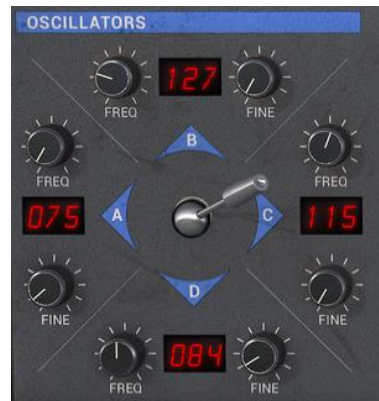 OSCILLATORS
127
FREQ
FINE
B
FREQ
FREQ
075
A
C
115
D
FINE
FINE
084
FREQ
FINE